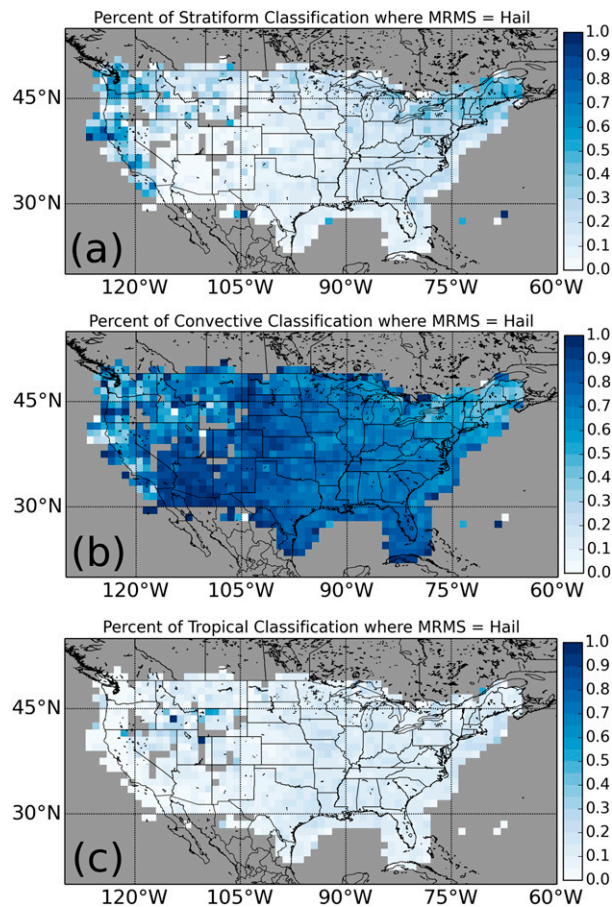 Percent of Stratiform Classification where MRMS = Hail
1.0
0.9
0.8
0.7
0.6
0.5
0.4
0.3
0.2
0.1
0.0
45°N
30°N
(a)
120°W 105°W 90°W 75°W 60°W
Percent of Convective Classification where MRMS = Hail
1.0
0.9
0.8
0.7
0.6
0.5
0.4
0.3
0.2
0.1
0.0
45°N
30°N
(b)
120°W 105°W 90°W 75°W 60°W
Percent of Tropical Classification where MRMS = Hail
1.0
0.9
0.8
0.7
0.6
0.5
0.4
0.3
0.2
0.1
0.0
45°N
30°N
(c)
120°W 105°W 90°W 75°W 60°W